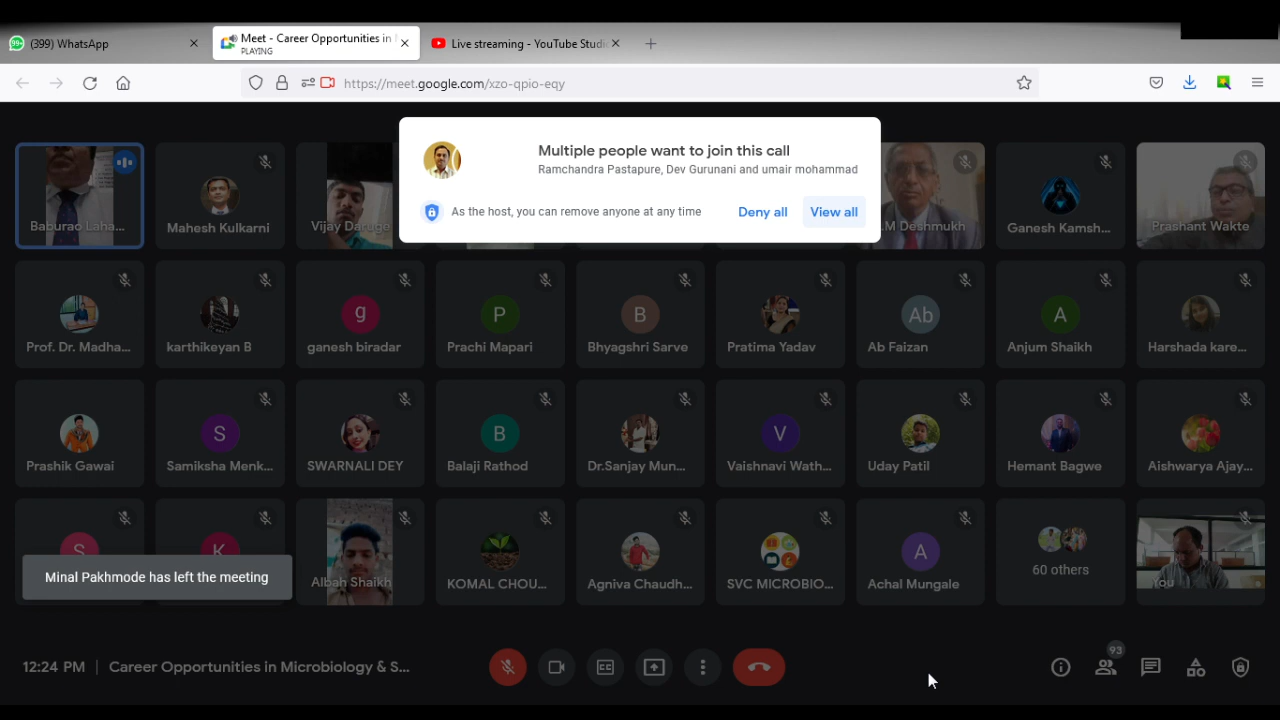 (399) WhatsApp
Meet - Career Opportunities in
PLAYING
Live streaming - YouTube Studi
https://meet.google.com/xzo-qpio-eqy
Multiple people want to join this call
Ramchandra Pastapure, Dev Gurunani and umair mohammad
As the host, you can remove anyone at any time
Deny all
View all
Baburao Laha...
Mahesh Kulkarni
Vijay Daruge
.M Deshmukh
Ganesh Kamsh...
Prashant Wakte
Prof. Dr. Madha...
karthikeyan B
g
ganesh biradar
P
Prachi Mapari
B
Bhyagshri Sarve
Pratima Yadav
Ab
Ab Faizan
A
Anjum Shaikh
Harshada kare...
Prashik Gawai
S
Samiksha Menk...
SWARNALI DEY
B
Balaji Rathod
Dr.Sanjay Mun...
V
Vaishnavi Wath...
Uday Patil
Hemant Bagwe
Aishwarya Ajay...
S
K
Albah Shaikh
KOMAL CHOU...
Agniva Chaudh...
SVC MICROBIO...
A
Achal Mungale
60 others
You
Minal Pakhmode has left the meeting
12:24 PM | Career Opportunities in Microbiology & S...
93